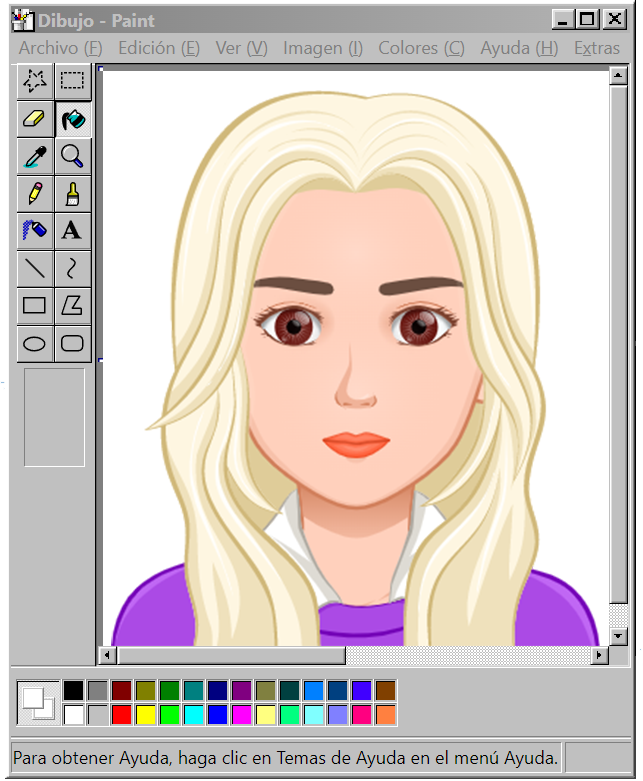 Dibujo - Paint
Archivo (F) Edición (E) Ver (V) Imagen (I) Colores (C) Ayuda (H) Extras
A
Para obtener Ayuda, haga clic en Temas de Ayuda en el menú Ayuda.